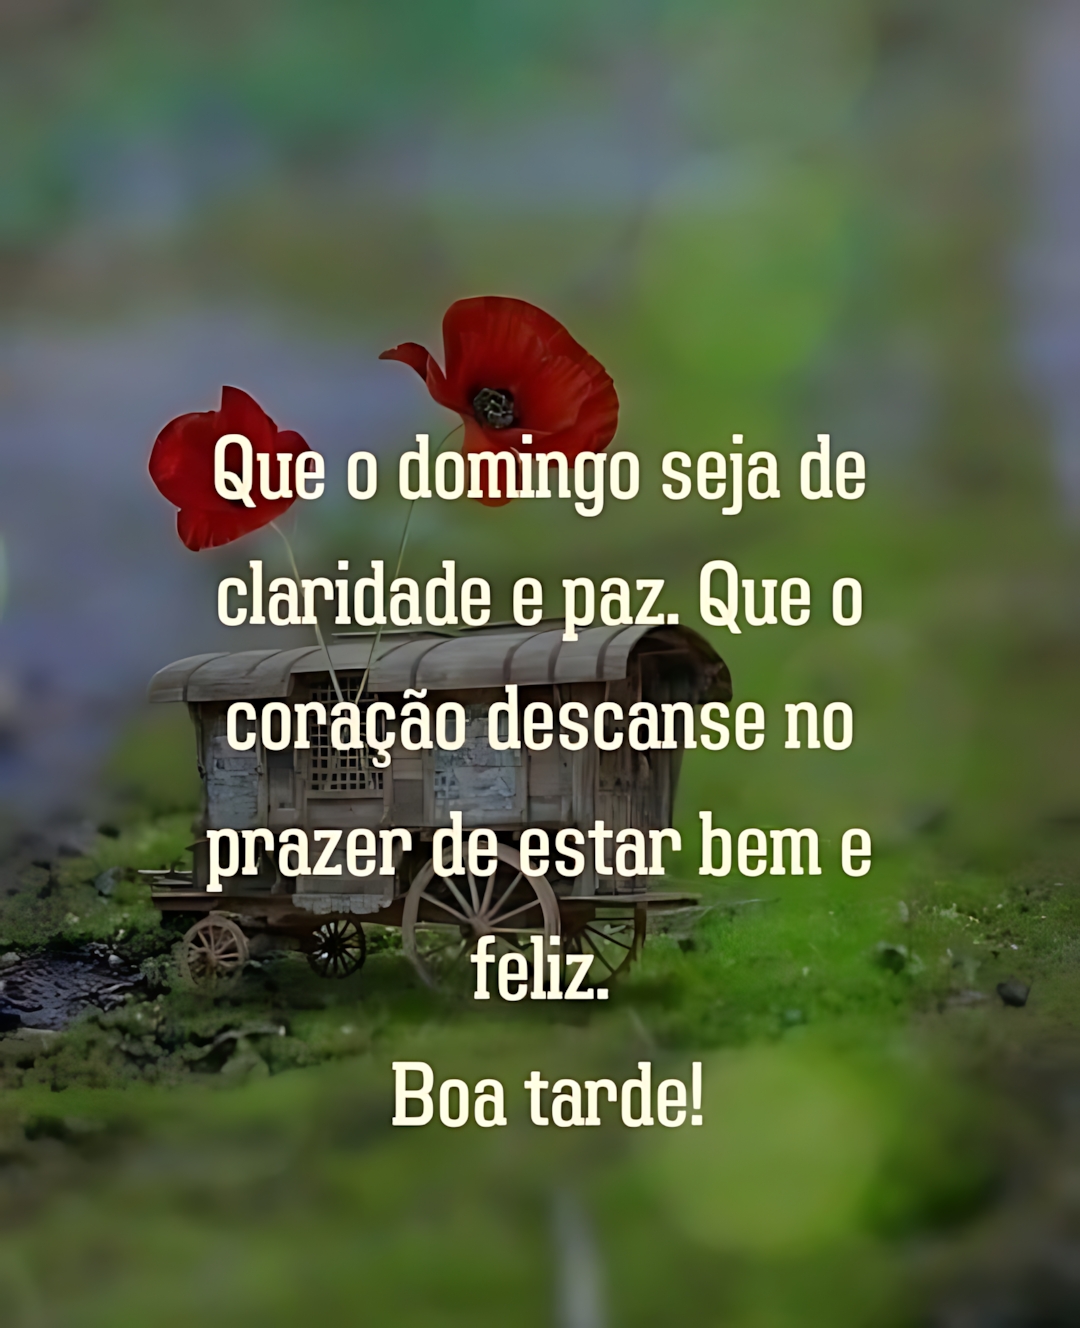 Que o domingo seja de
claridade e paz. Que o
coração descanse no
prazer de estar bem e
feliz.
Boa tarde!